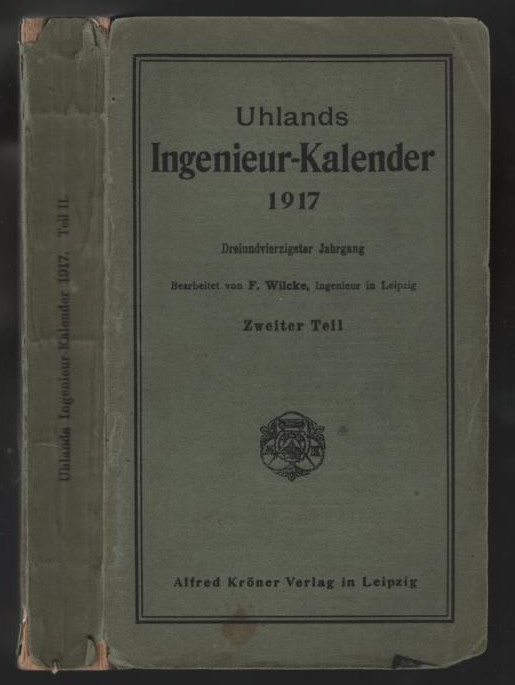 Uhlands Ingenieur-Kalender 1917. Teil II.
Uhlands
Ingenieur-Kalender
1917
Dreiundvierzigster Jahrgang
Bearbeitet von F. Wilcke, Ingenieur in Leipzig
Zweiter Teil
Alfred Kröner Verlag in Leipzig